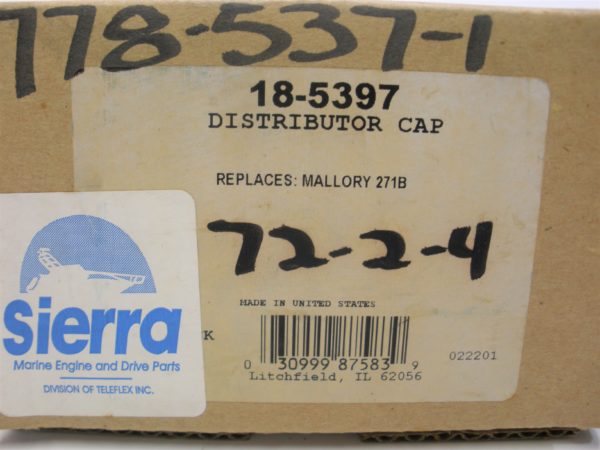 778-537-1
18-5397
DISTRIBUTOR CAP
REPLACES: MALLORY 271B
72-2-4
MADE IN UNITED STATES
K
0 30999 87583 9
022201
Litchfield, IL 62056
Sierra
Marine Engine and Drive Parts
DIVISION OF TELEFLEX INC.